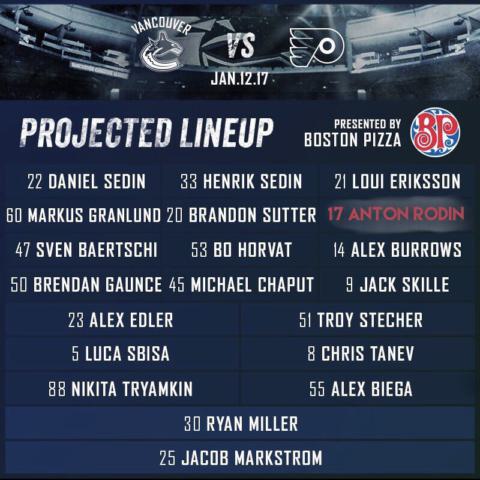 VANCOUVER
VS
JAN.12.17
PROJECTED LINEUP
PRESENTED BY
BOSTON PIZZA
BP
22 DANIEL SEDIN 33 HENRIK SEDIN 21 LOUI ERIKSSON
60 MARKUS GRANLUND 20 BRANDON SUTTER 17 ANTON RODIN
47 SVEN BAERTSCHI 53 BO HORVAT 14 ALEX BURROWS
50 BRENDAN GAUNCE 45 MICHAEL CHAPUT 9 JACK SKILLE
23 ALEX EDLER 51 TROY STECHER
5 LUCA SBISA 8 CHRIS TANEV
88 NIKITA TRYAMKIN 55 ALEX BIEGA
30 RYAN MILLER
25 JACOB MARKSTROM